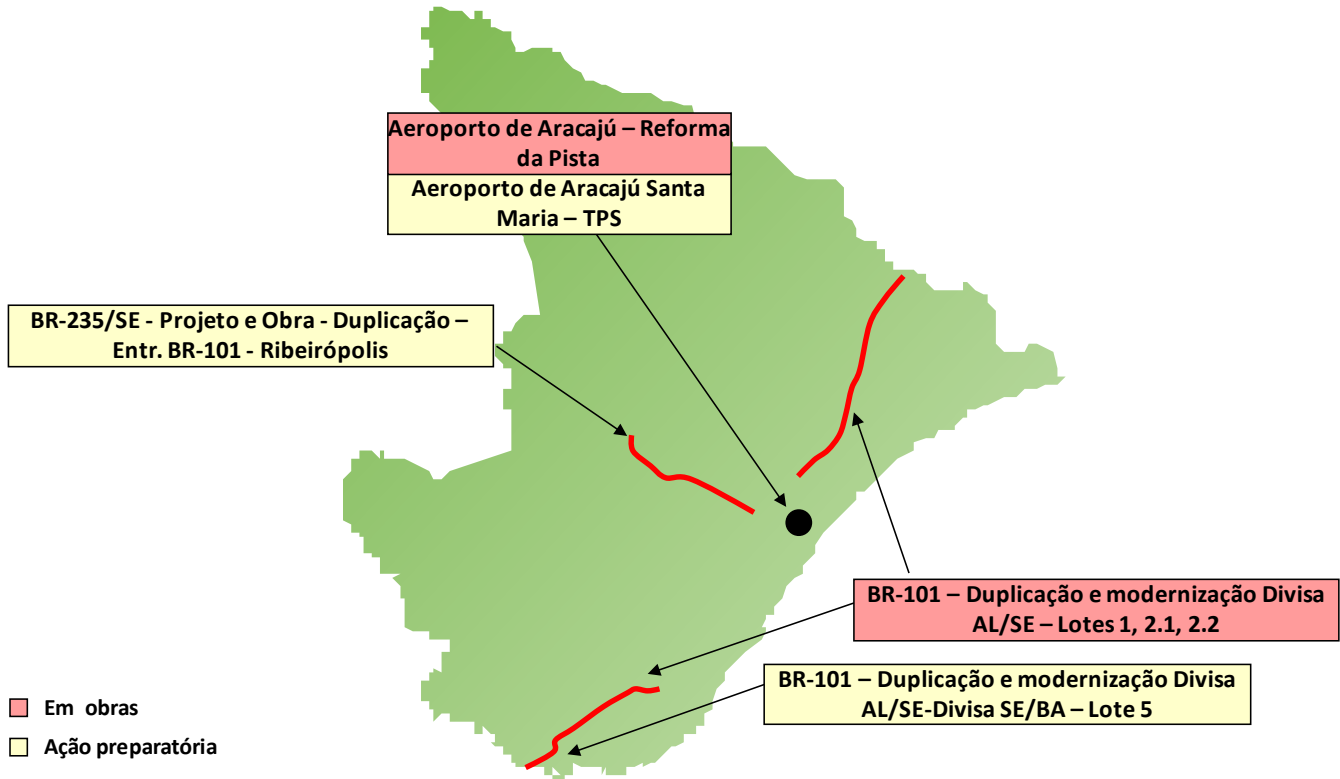 Aeroporto de Aracajú – Reforma
da Pista
Aeroporto de Aracajú Santa
Maria – TPS
BR-235/SE - Projeto e Obra - Duplicação –
Entr. BR-101 - Ribeirópolis
BR-101 – Duplicação e modernização Divisa
AL/SE – Lotes 1, 2.1, 2.2
BR-101 – Duplicação e modernização Divisa
AL/SE-Divisa SE/BA – Lote 5
Em obras
Ação preparatória